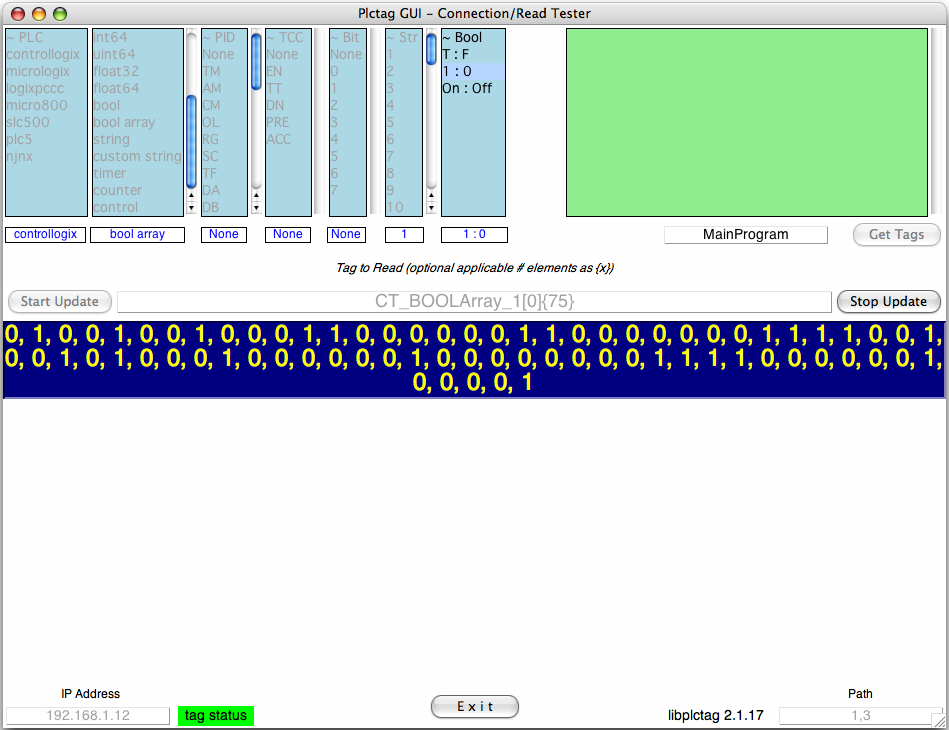 Plctag GUI - Connection/Read Tester
~ PLC
controllogix
micrologix
logixpccc
micro800
slc500
plc5
njnx
int64
uint64
float32
float64
bool
bool array
string
custom string
timer
counter
control
~ PID
None
TM
AM
CM
OL
RG
SC
TF
DA
DB
~ TCC
None
EN
TT
DN
PRE
ACC
~ Bit
None
0
1
2
3
4
5
6
7
~ Str
1
2
3
4
5
6
7
8
9
10
~ Bool
T : F
1 : 0
On : Off
controllogix
bool array
None
None
None
1
1 : 0
MainProgram
Get Tags
Tag to Read (optional applicable # elements as {x})
Start Update
CT_BOOLArray_1[0]{75}
Stop Update
0, 1, 0, 0, 1, 0, 0, 1, 0, 0, 0, 1, 1, 0, 0, 0, 0, 0, 0, 1, 1, 0, 0, 0, 0, 0, 0, 0, 1, 1, 1, 1, 0, 0, 1,
0, 0, 1, 0, 1, 0, 0, 0, 1, 0, 0, 0, 0, 0, 0, 1, 0, 0, 0, 0, 0, 0, 0, 0, 1, 1, 1, 1, 0, 0, 0, 0, 0, 0, 1,
0, 0, 0, 0, 1
IP Address
192.168.1.12
tag status
Exit
libplctag 2.1.17
Path
1,3